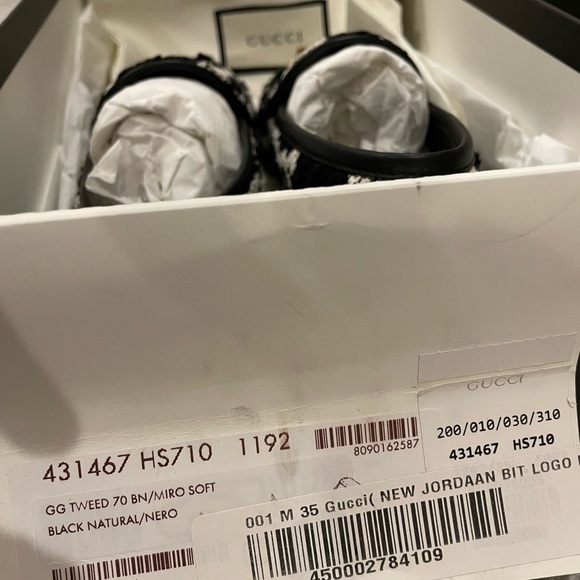 GUCCI
GUCCI
431467 HS710 1192
8090162587
200/010/030/310
431467 HS710
GG TWEED 70 BN/MIRO SOFT
BLACK NATURAL/NERO
001 M 35 Gucci( NEW JORDAAN BIT LOGO
450002784109